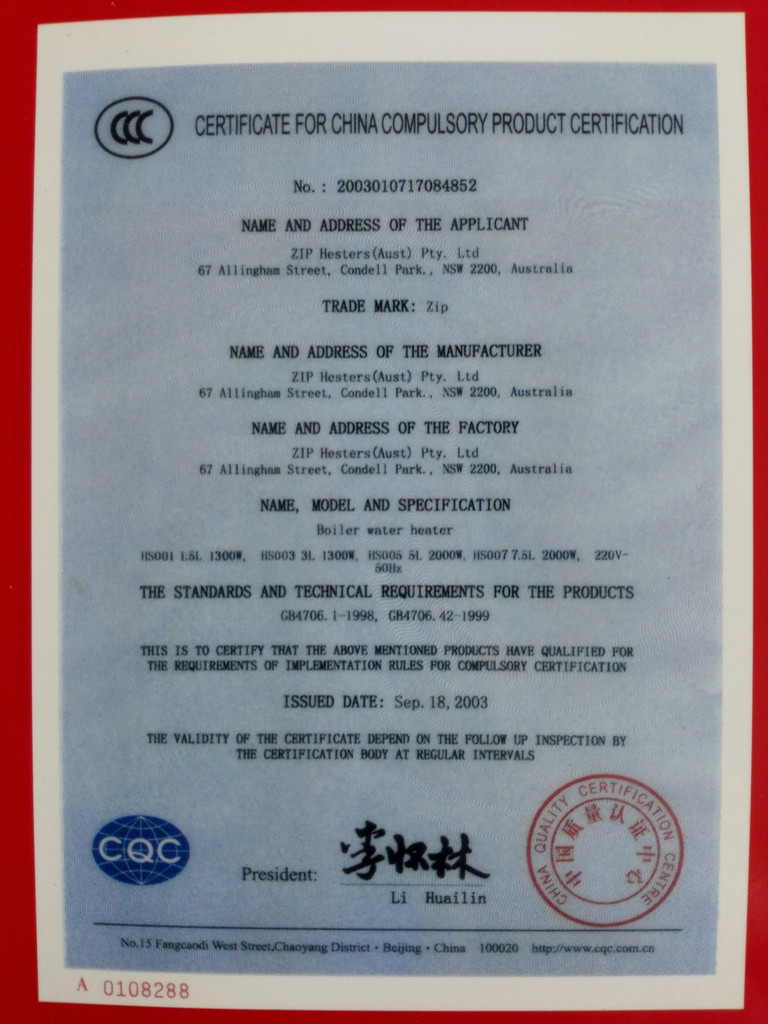 CCC
CERTIFICATE FOR CHINA COMPULSORY PRODUCT CERTIFICATION
No.: 2003010717084852
NAME AND ADDRESS OF THE APPLICANT
ZIP Hesters(Aust) Pty. Ltd
67 Allingham Street, Condell Park., NSW 2200, Australia
TRADE MARK: Zip
NAME AND ADDRESS OF THE MANUFACTURER
ZIP Hesters(Aust) Pty. Ltd
67 Allingham Street, Condell Park., NSW 2200, Australia
NAME AND ADDRESS OF THE FACTORY
ZIP Hesters(Aust) Pty. Ltd
67 Allingham Street, Condell Park., NSW 2200, Australia
NAME, MODEL AND SPECIFICATION
Boiler water heater
HS001 1.5L 1300W, HS003 3L 1300W, HS005 5L 2000W, HS007 7.5L 2000W, 220V~
50Hz
THE STANDARDS AND TECHNICAL REQUIREMENTS FOR THE PRODUCTS
GB4706.1-1998, GB4706.42-1999
THIS IS TO CERTIFY THAT THE ABOVE MENTIONED PRODUCTS HAVE QUALIFIED FOR
THE REQUIREMENTS OF IMPLEMENTATION RULES FOR COMPULSORY CERTIFICATION
ISSUED DATE: Sep. 18, 2003
THE VALIDITY OF THE CERTIFICATE DEPEND ON THE FOLLOW UP INSPECTION BY
THE CERTIFICATION BODY AT REGULAR INTERVALS
CQC
President:
李怀林
Li Huailin
CHINA QUALITY CERTIFICATION CENTRE
中国质量认证中心
No.15 Fangcaodi West Street,Chaoyang District · Beijing · China 100020 http://www.cqc.com.cn
A 0108288